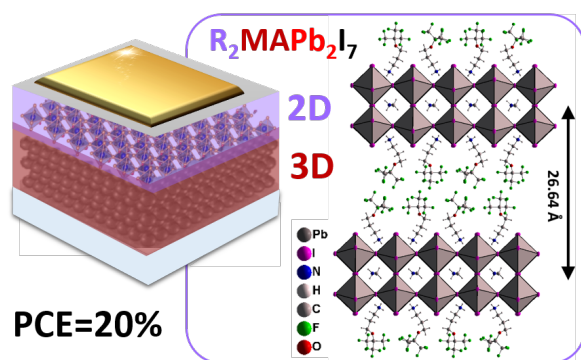 R₂MAPb₂I₇
2D
3D
26.64 Å
Pb
I
N
H
C
F
O
PCE=20%